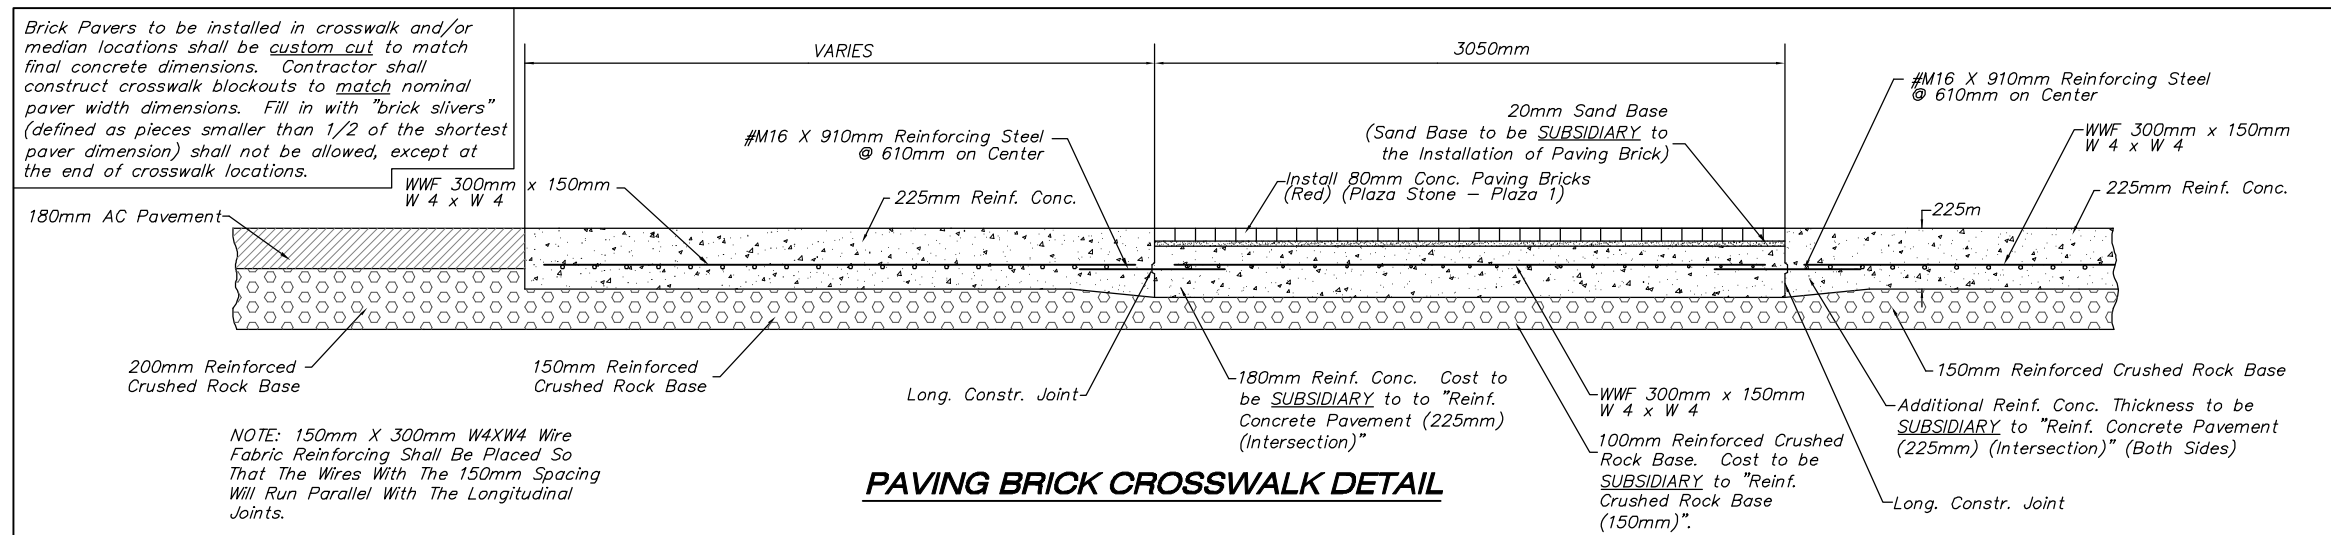 Brick Pavers to be installed in crosswalk and/or
median locations shall be custom cut to match
final concrete dimensions. Contractor shall
construct crosswalk blockouts to match nominal
paver width dimensions. Fill in with "brick slivers"
(defined as pieces smaller than 1/2 of the shortest
paver dimension) shall not be allowed, except at
the end of crosswalk locations.
VARIES
3050mm
#M16 X 910mm Reinforcing Steel
@ 610mm on Center
WWF 300mm x 150mm
W 4 x W 4
180mm AC Pavement
225mm Reinf. Conc.
20mm Sand Base
(Sand Base to be SUBSIDIARY to
the Installation of Paving Brick)
Install 80mm Conc. Paving Bricks
(Red) (Plaza Stone – Plaza 1)
#M16 X 910mm Reinforcing Steel
@ 610mm on Center
WWF 300mm x 150mm
W 4 x W 4
225mm Reinf. Conc.
225m
200mm Reinforced
Crushed Rock Base
150mm Reinforced
Crushed Rock Base
Long. Constr. Joint
180mm Reinf. Conc. Cost to
be SUBSIDIARY to to "Reinf.
Concrete Pavement (225mm)
(Intersection)"
WWF 300mm x 150mm
W 4 x W 4
100mm Reinforced Crushed
Rock Base. Cost to be
SUBSIDIARY to "Reinf.
Crushed Rock Base
(150mm)".
150mm Reinforced Crushed Rock Base
Additional Reinf. Conc. Thickness to be
SUBSIDIARY to "Reinf. Concrete Pavement
(225mm) (Intersection)" (Both Sides)
Long. Constr. Joint
NOTE: 150mm X 300mm W4XW4 Wire
Fabric Reinforcing Shall Be Placed So
That The Wires With The 150mm Spacing
Will Run Parallel With The Longitudinal
Joints.
PAVING BRICK CROSSWALK DETAIL